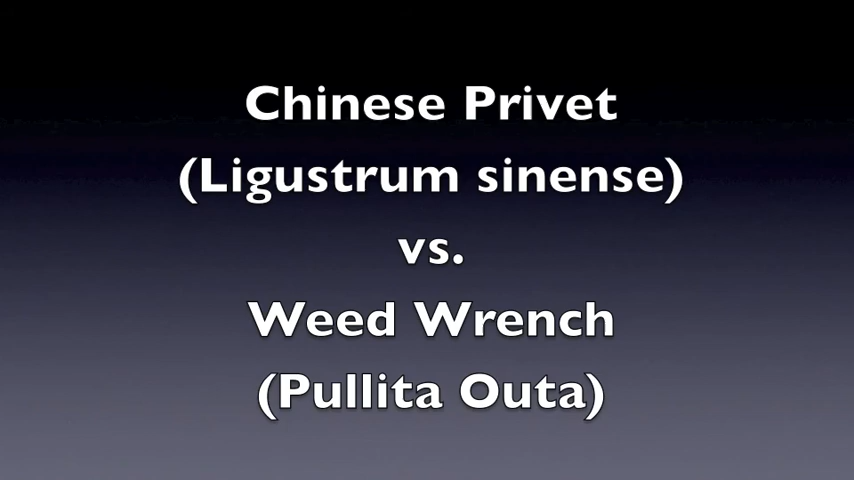 Chinese Privet
(Ligustrum sinense)
vs.
Weed Wrench
(Pullita Outa)